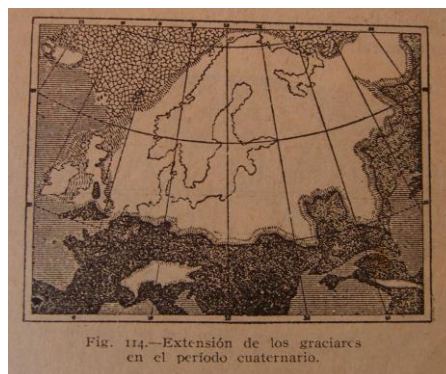 Fig. 114.—Extensión de los graciares
en el período cuaternario.